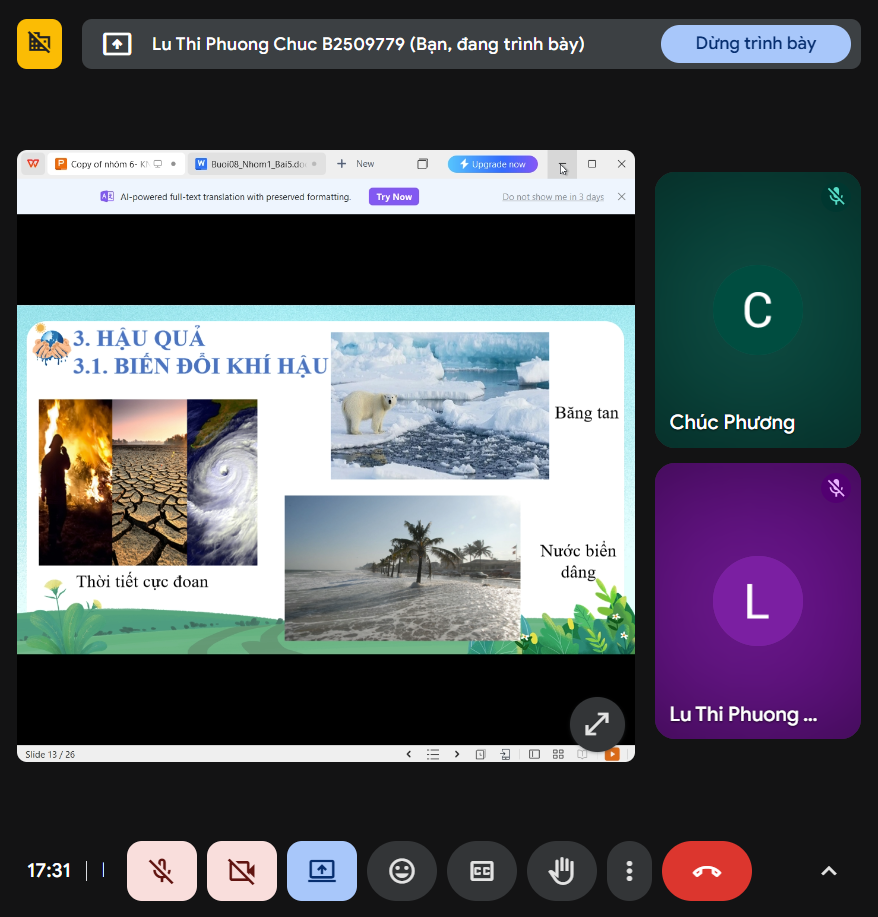 Lu Thi Phuong Chuc B2509779 (Bạn, đang trình bày)
Dừng trình bày
Copy of nhóm 6- KN
Buoi08_Nhom1_Bai5.do
New
Upgrade now
AI-powered full-text translation with preserved formatting.
Try Now
Do not show me in 3 days
3. HẬU QUẢ
3.1. BIẾN ĐỔI KHÍ HẬU
Băng tan
Thời tiết cực đoan
Nước biển
dâng
Slide 13 / 26
C
Chúc Phương
L
Lu Thi Phuong ...
17:31